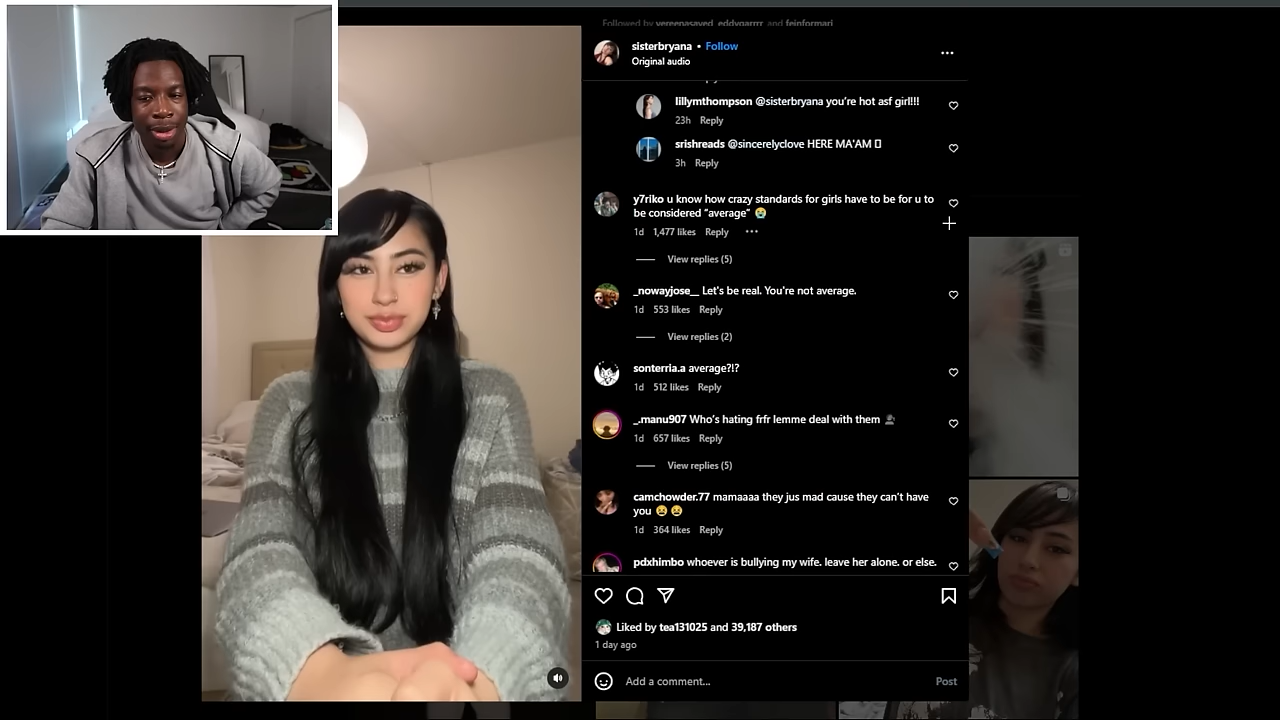 Followed by vereenasayed, eddygarrrr, and feinformari
sisterbryana • Follow
Original audio
lillymthompson @sisterbryana you're hot asf girl!!!
23h Reply
srishreads @sincerelyclove HERE MA'AM
3h Reply
y7riko u know how crazy standards for girls have to be for u to
be considered “average” 😭
1d 1,477 likes Reply
View replies (5)
_nowayjose__ Let's be real. You're not average.
1d 553 likes Reply
View replies (2)
sonterria.a average?!?
1d 512 likes Reply
_.manu907 Who's hating frfr lemme deal with them
1d 657 likes Reply
View replies (5)
camchowder.77 mamaaaa they jus mad cause they can't have
you 😫 😫
1d 364 likes Reply
pdxhimbo whoever is bullying my wife. leave her alone. or else.
Liked by tea131025 and 39,187 others
1 day ago
Add a comment...
Post